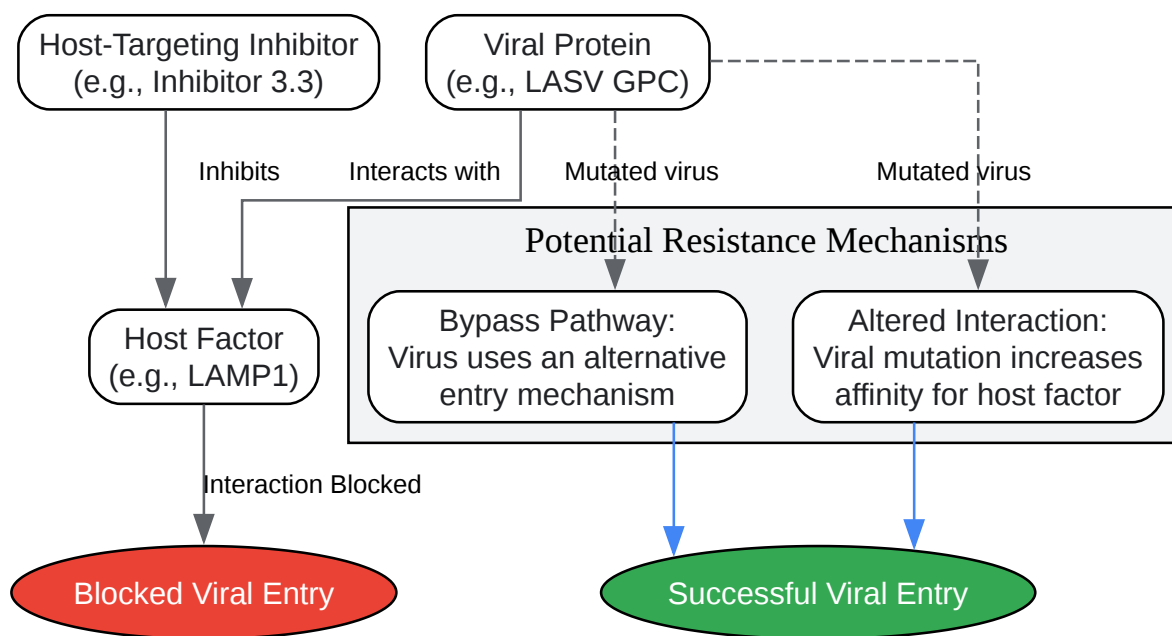 Host-Targeting Inhibitor
(e.g., Inhibitor 3.3)
Viral Protein
(e.g., LASV GPC)
Inhibits
Interacts with
Mutated virus
Mutated virus
Potential Resistance Mechanisms
Host Factor
(e.g., LAMP1)
Bypass Pathway:
Virus uses an alternative
entry mechanism
Altered Interaction:
Viral mutation increases
affinity for host factor
Interaction Blocked
Blocked Viral Entry
Successful Viral Entry